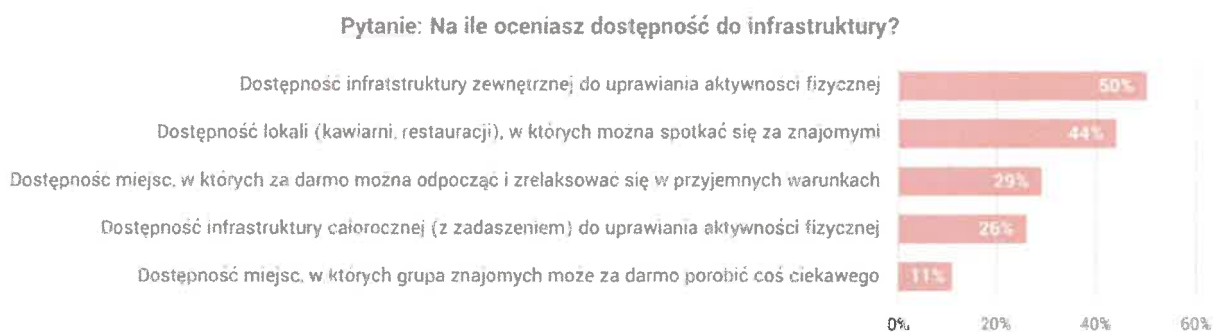 Pytanie: Na ile oceniasz dostępność do infrastruktury?
Dostępność infratstruktury zewnętrznej do uprawiania aktywności fizycznej 50%
Dostępność lokali (kawiarni, restauracji), w których można spotkać się za znajomymi 44%
Dostępność miejsc, w których za darmo można odpocząć i zrelaksować się w przyjemnych warunkach 29%
Dostępność infrastruktury całorocznej (z zadaszeniem) do uprawiania aktywności fizycznej 26%
Dostępność miejsc, w których grupa znajomych może za darmo porobić coś ciekawego 11%
0% 20% 40% 60%